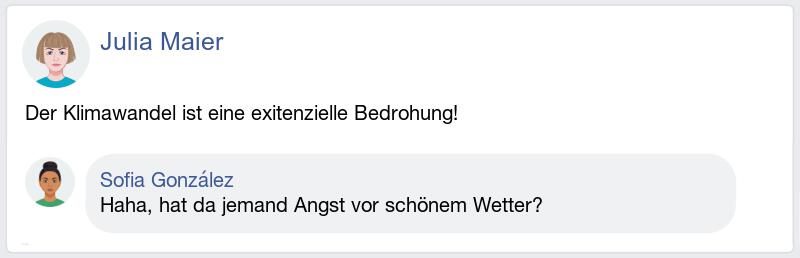 Julia Maier
Der Klimawandel ist eine exitenzielle Bedrohung!
Sofia González
Haha, hat da jemand Angst vor schönem Wetter?